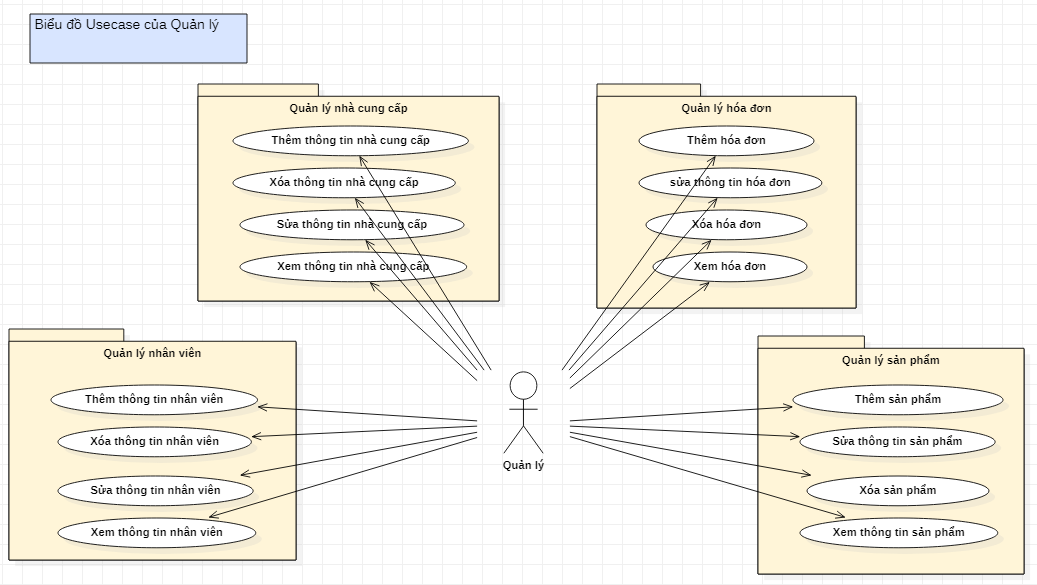 Biểu đồ Usecase của Quản lý
Quản lý nhà cung cấp
Thêm thông tin nhà cung cấp
Xóa thông tin nhà cung cấp
Sửa thông tin nhà cung cấp
Xem thông tin nhà cung cấp
Quản lý hóa đơn
Thêm hóa đơn
sửa thông tin hóa đơn
Xóa hóa đơn
Xem hóa đơn
Quản lý nhân viên
Thêm thông tin nhân viên
Xóa thông tin nhân viên
Sửa thông tin nhân viên
Xem thông tin nhân viên
Quản lý
Quản lý sản phẩm
Thêm sản phẩm
Sửa thông tin sản phẩm
Xóa sản phẩm
Xem thông tin sản phẩm